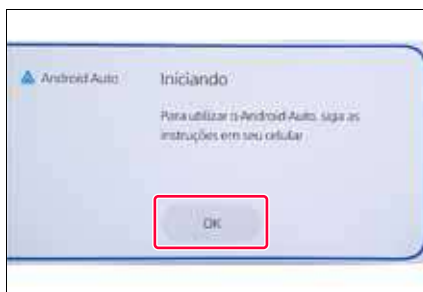 Android Auto
Iniciando
Para utilizar o Android Auto, siga as
instruções em seu celular
OK